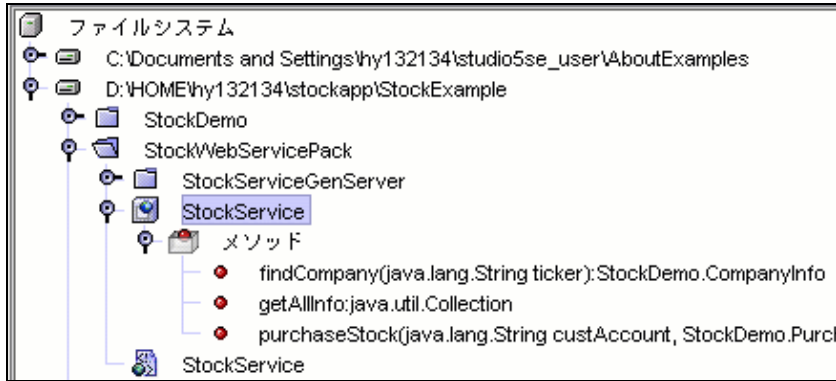 ファイルシステム
C:\Documents and Settings\hy132134\studio5se_user\AboutExamples
D:\HOME\hy132134\stockapp\StockExample
StockDemo
StockWebServicePack
StockServiceGenServer
StockService
メソッド
findCompany(java.lang.String ticker):StockDemo.CompanyInfo
getAllInfo:java.util.Collection
purchaseStock(java.lang.String custAccount, StockDemo.Purcl
StockService